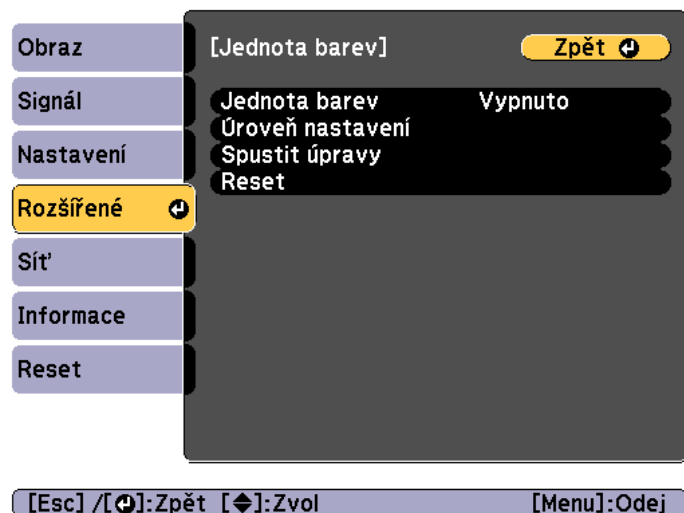 Obraz
Signál
Nastavení
Rozšířené
Síť
Informace
Reset
[Jednota barev]
Zpět
Jednota barev Vypnuto
Úroveň nastavení
Spustit úpravy
Reset
[Esc] /[⏎]:Zpět [◆]:Zvol [Menu]:Odej